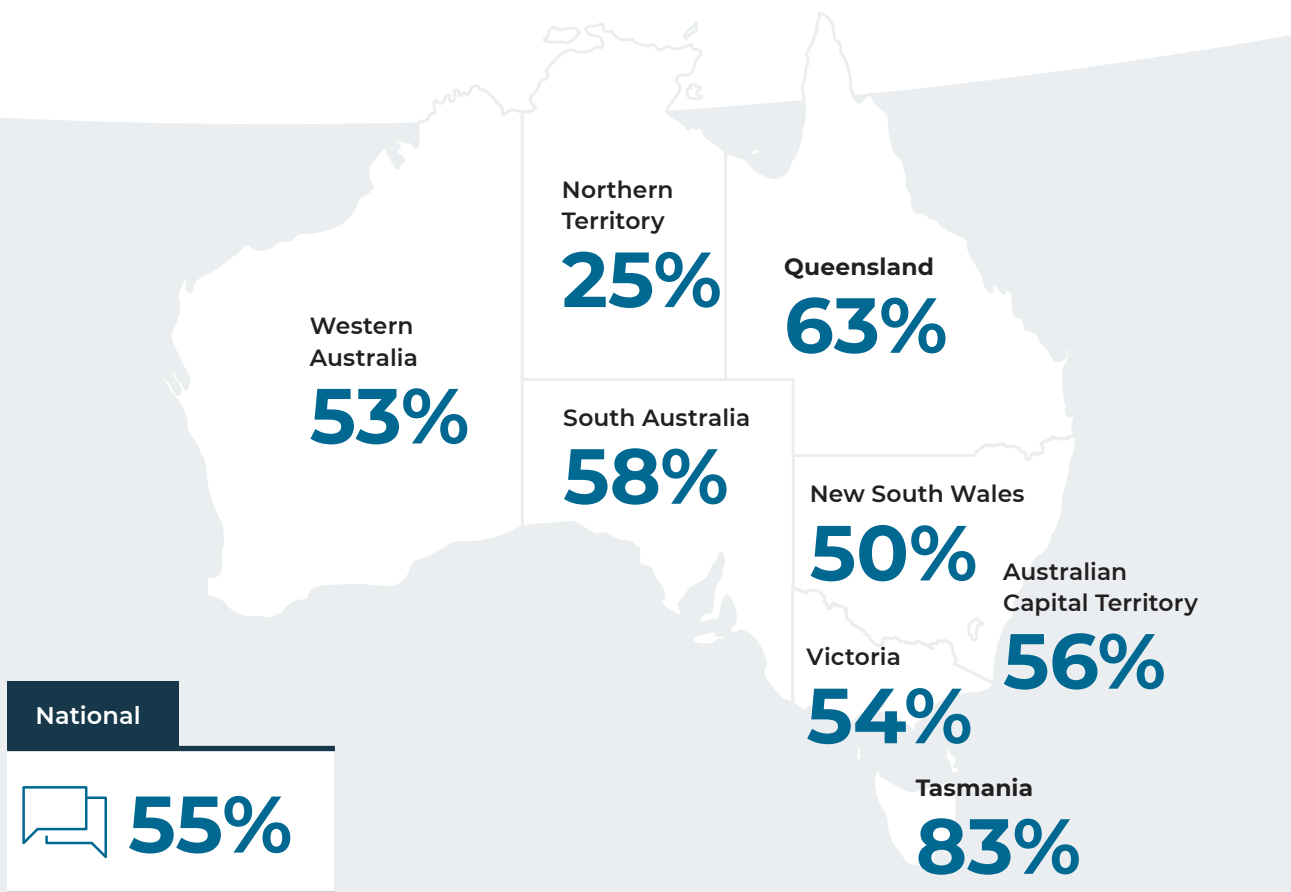 Northern
Territory
25%
Queensland
63%
Western
Australia
53%
South Australia
58%
New South Wales
50%
Australian
Capital Territory
56%
Victoria
54%
National
55%
Tasmania
83%